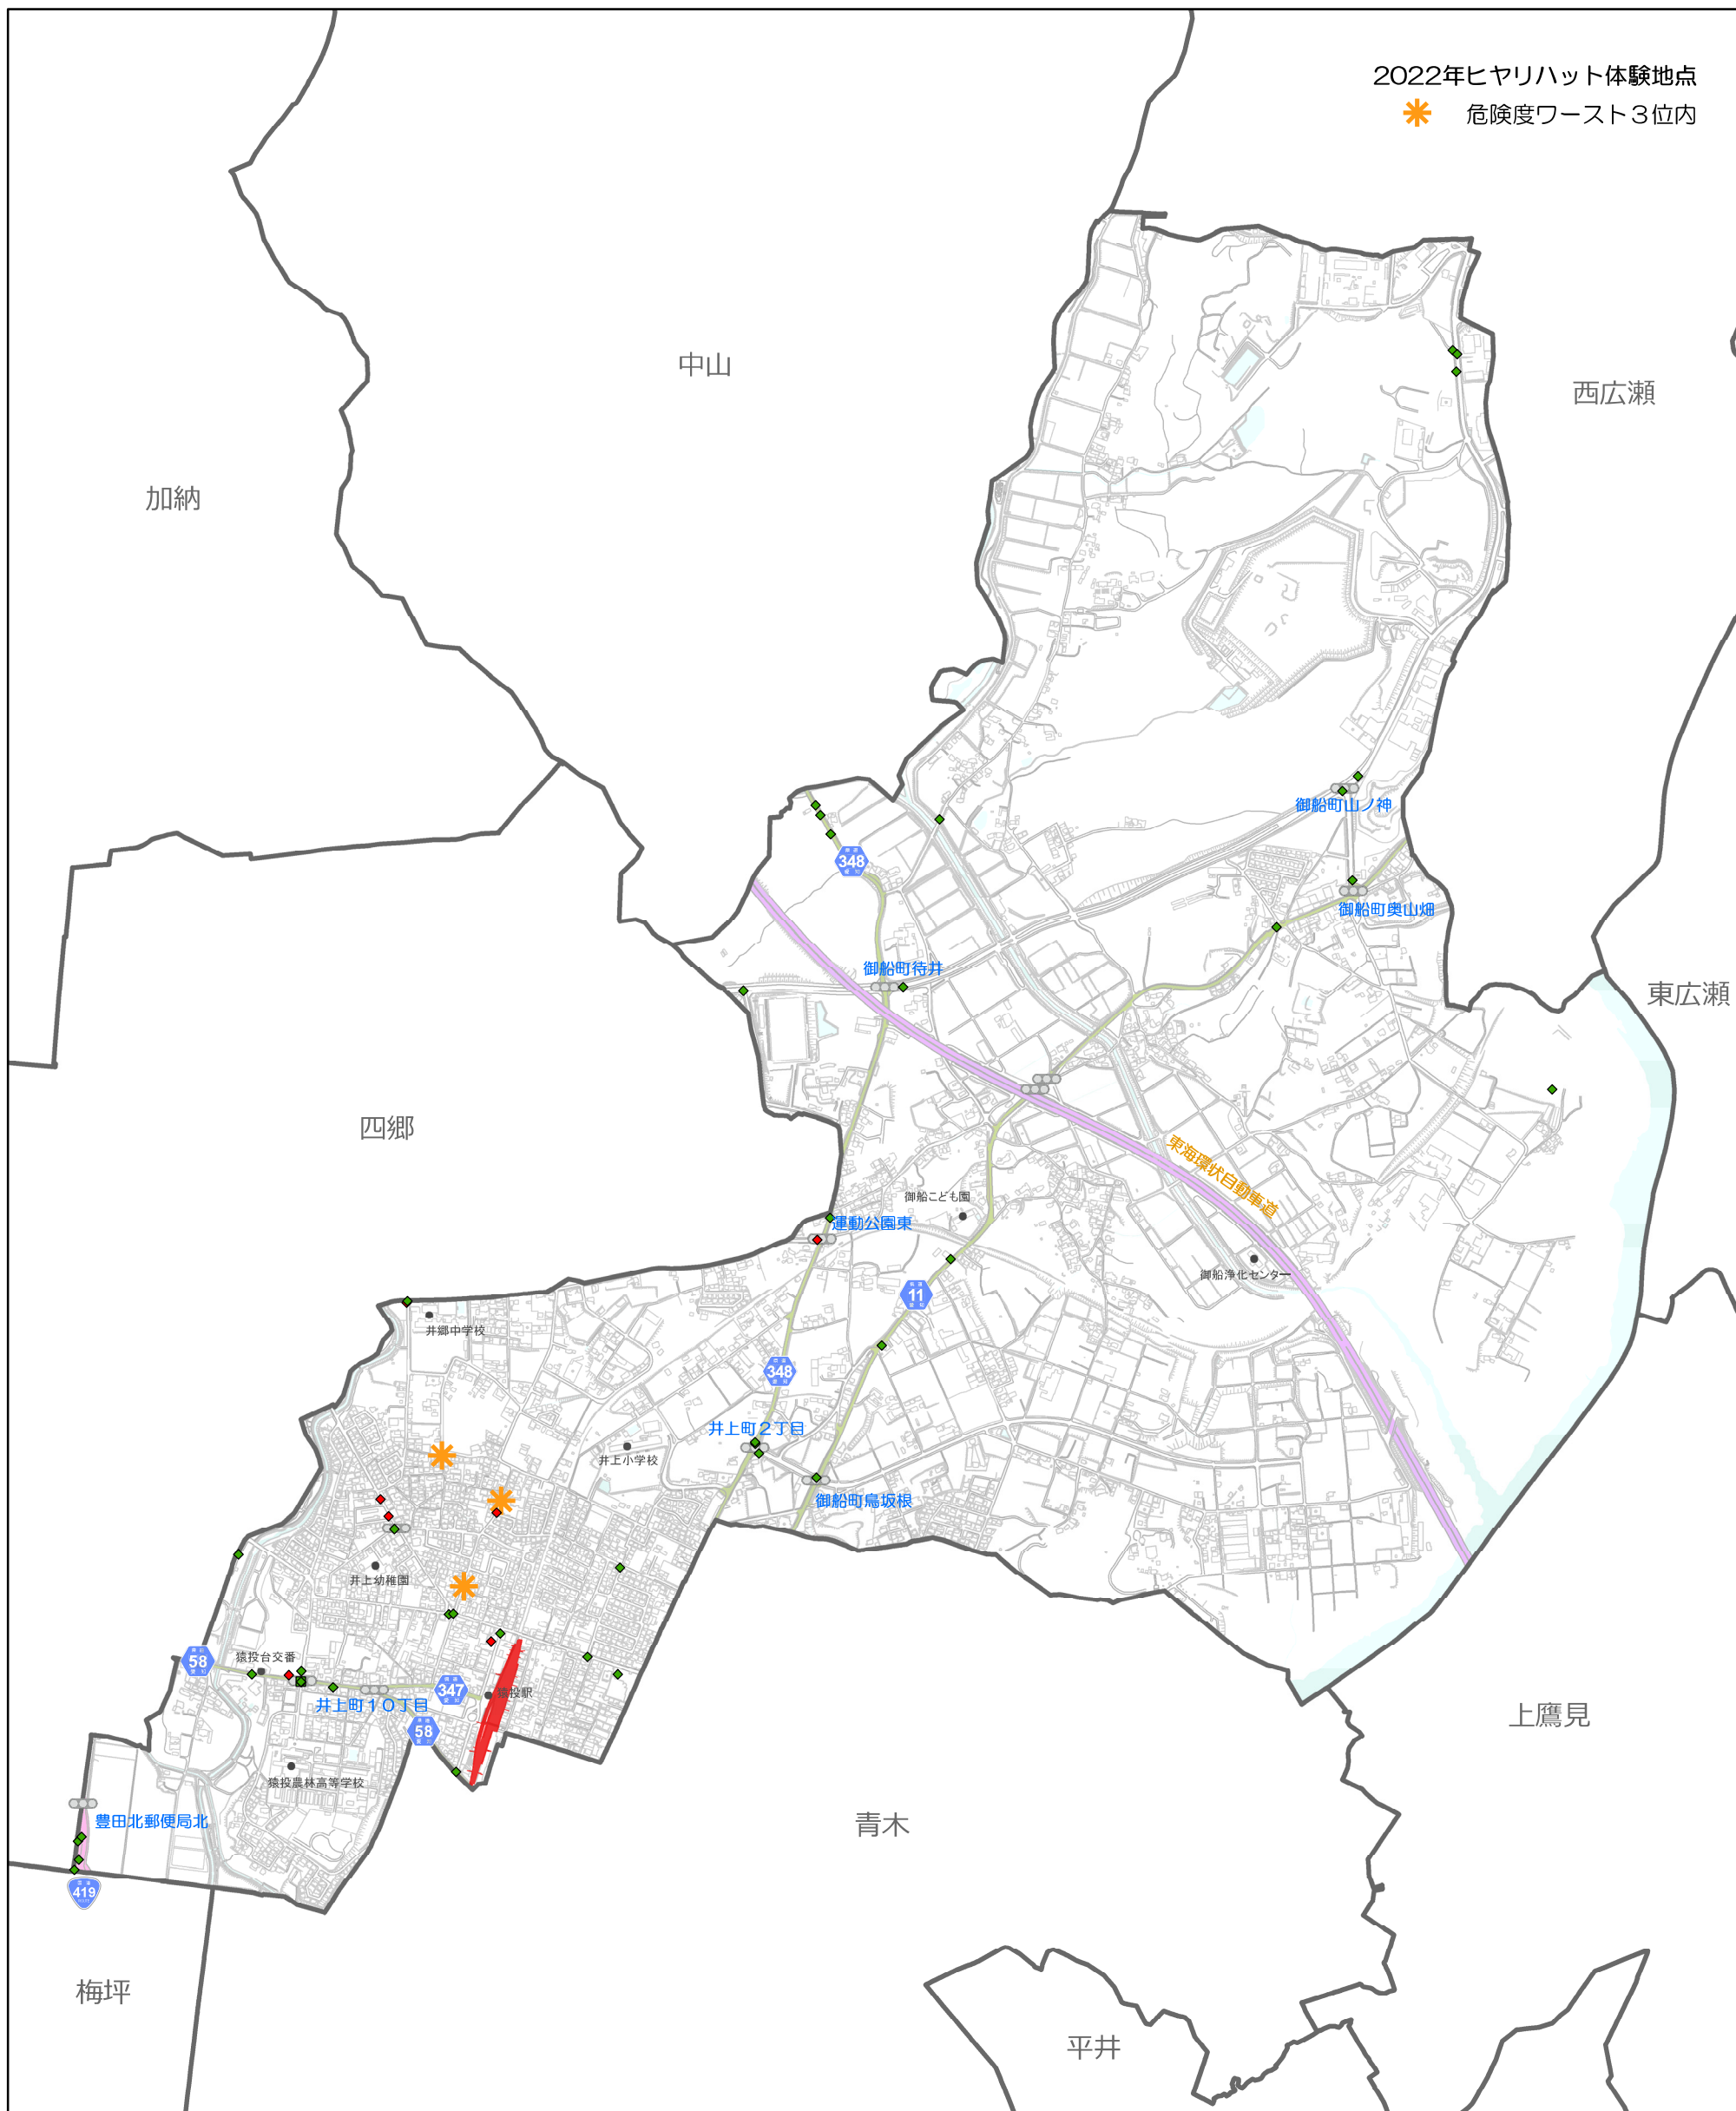 2022年ヒヤリハット体験地点
危険度ワースト３位内
中山
西広瀬
加納
御船町山ノ神
348
御船町奥山畑
御船町待井
東広瀬
四郷
東海環状自動車道
御船こども園
運動公園東
御船浄化センター
11
井郷中学校
348
井上町２丁目
井上小学校
御船町鳥坂根
井上幼稚園
猿投台交番
58
347
猿投駅
井上町１０丁目
58
上鷹見
猿投農林高等学校
豊田北郵便局北
青木
419
梅坪
平井